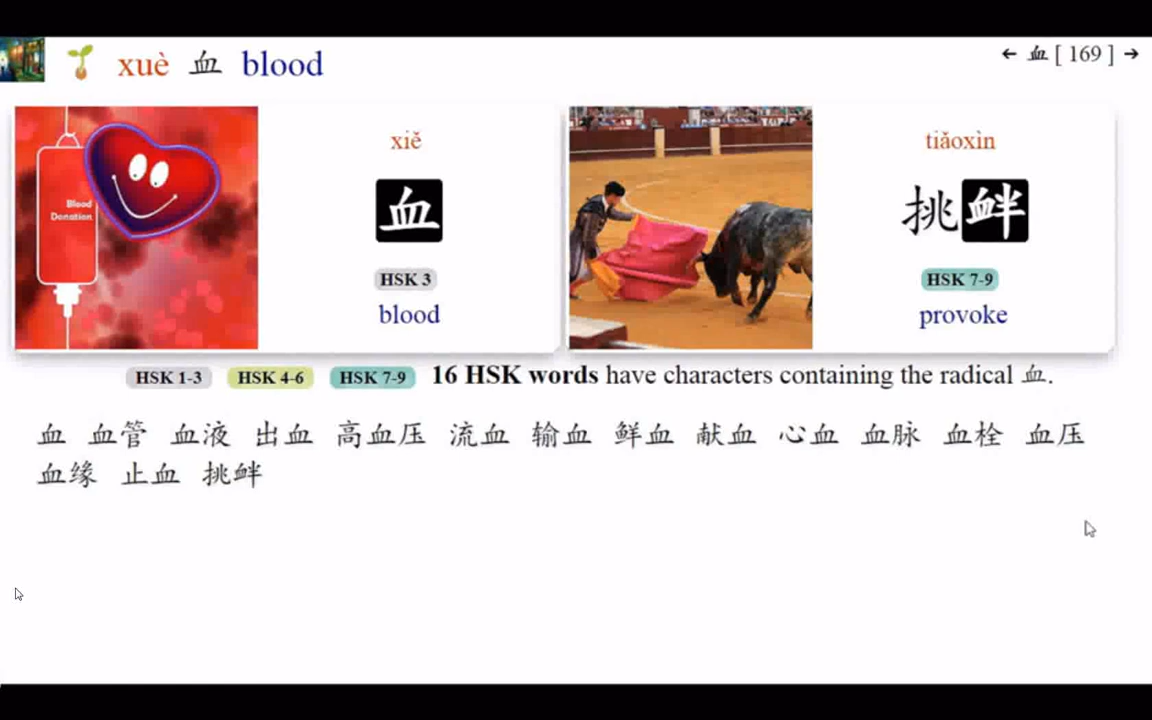 xuè 血 blood
← 血 [ 169 ] →
Blood
Donation
xiě
血
HSK 3
blood
tiǎoxìn
挑衅
HSK 7-9
provoke
HSK 1-3 HSK 4-6 HSK 7-9 16 HSK words have characters containing the radical 血.
血 血管 血液 出血 高血压 流血 输血 鲜血 献血 心血 血脉 血栓 血压
血缘 止血 挑衅